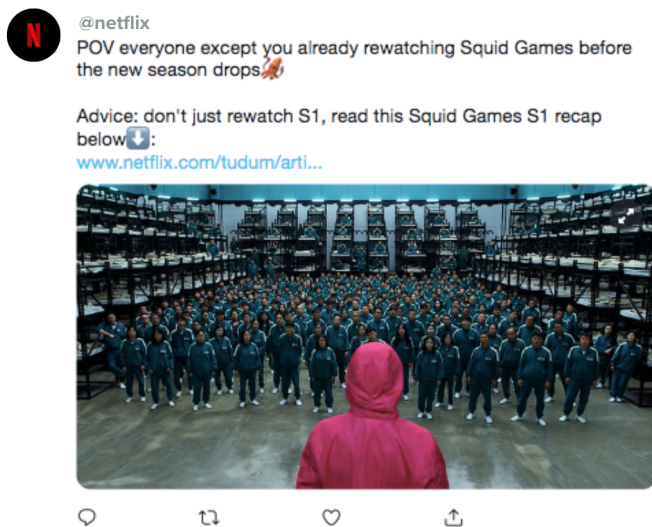 N
@netflix
POV everyone except you already rewatching Squid Games before
the new season drops🦑
Advice: don't just rewatch S1, read this Squid Games S1 recap
below⬇️:
www.netflix.com/tudum/arti...